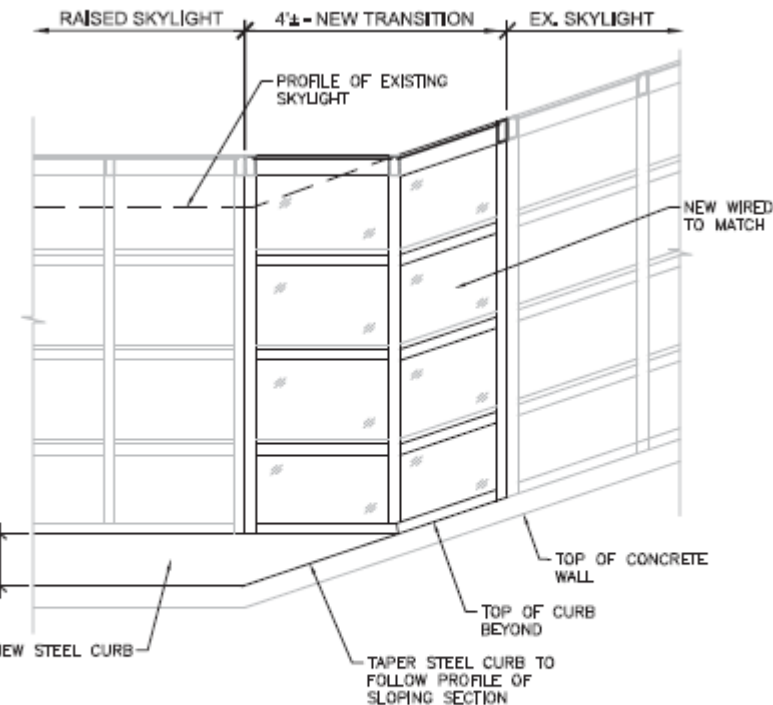 RAISED SKYLIGHT
4'± - NEW TRANSITION
EX. SKYLIGHT
PROFILE OF EXISTING
SKYLIGHT
NEW WIRED
TO MATCH
TOP OF CONCRETE
WALL
TOP OF CURB
BEYOND
NEW STEEL CURB
TAPER STEEL CURB TO
FOLLOW PROFILE OF
SLOPING SECTION